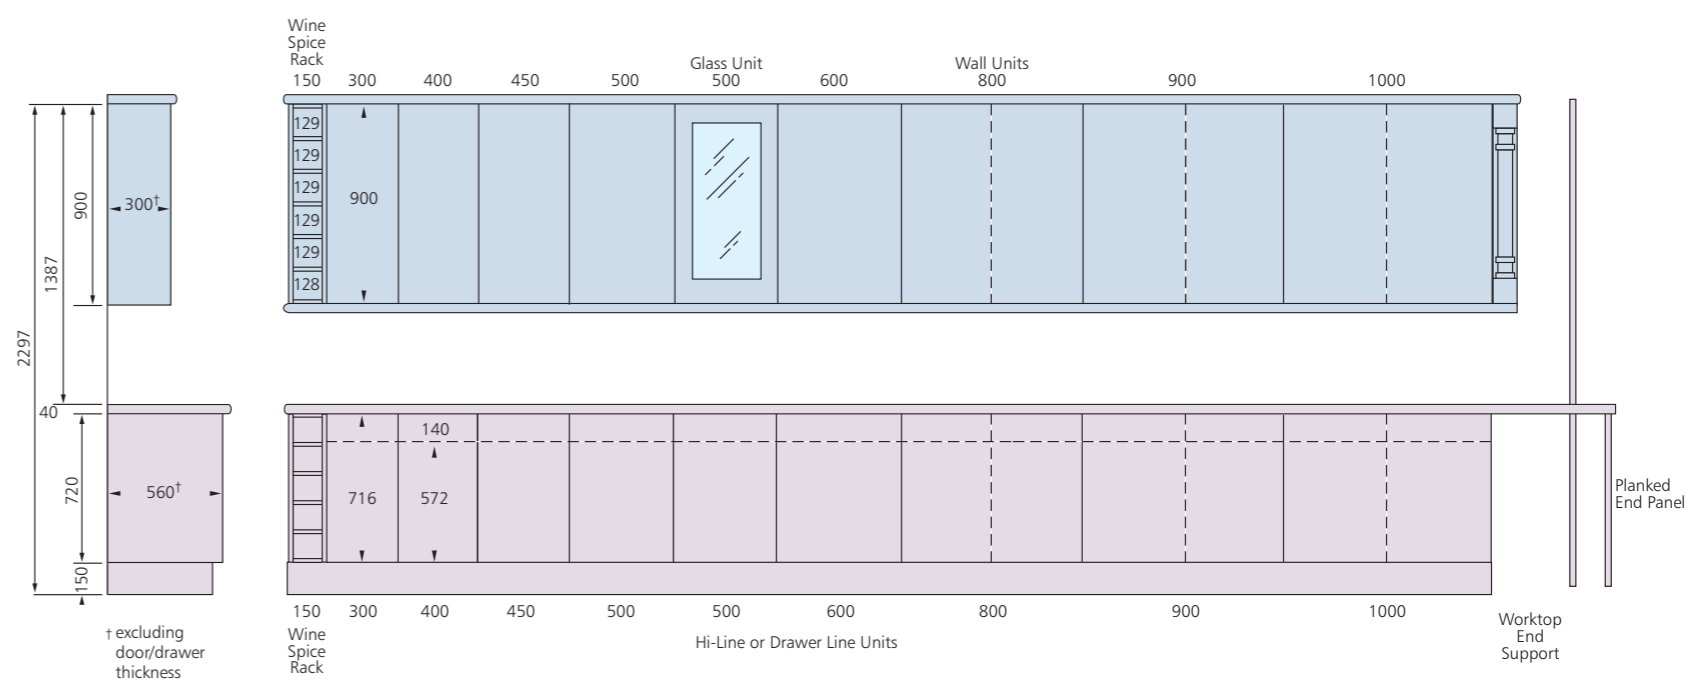 Wine
Spice
Rack
Glass Unit
Wall Units
150 300 400 450 500 500 600 800 900 1000
129
129
129
129
129
128
900
300†
900
1387
2297
40
720
560†
150
140
716
572
Planked
End Panel
150 300 400 450 500 500 600 800 900 1000
Wine
Spice
Rack
Hi-Line or Drawer Line Units
Worktop
End
Support
† excluding
door/drawer
thickness